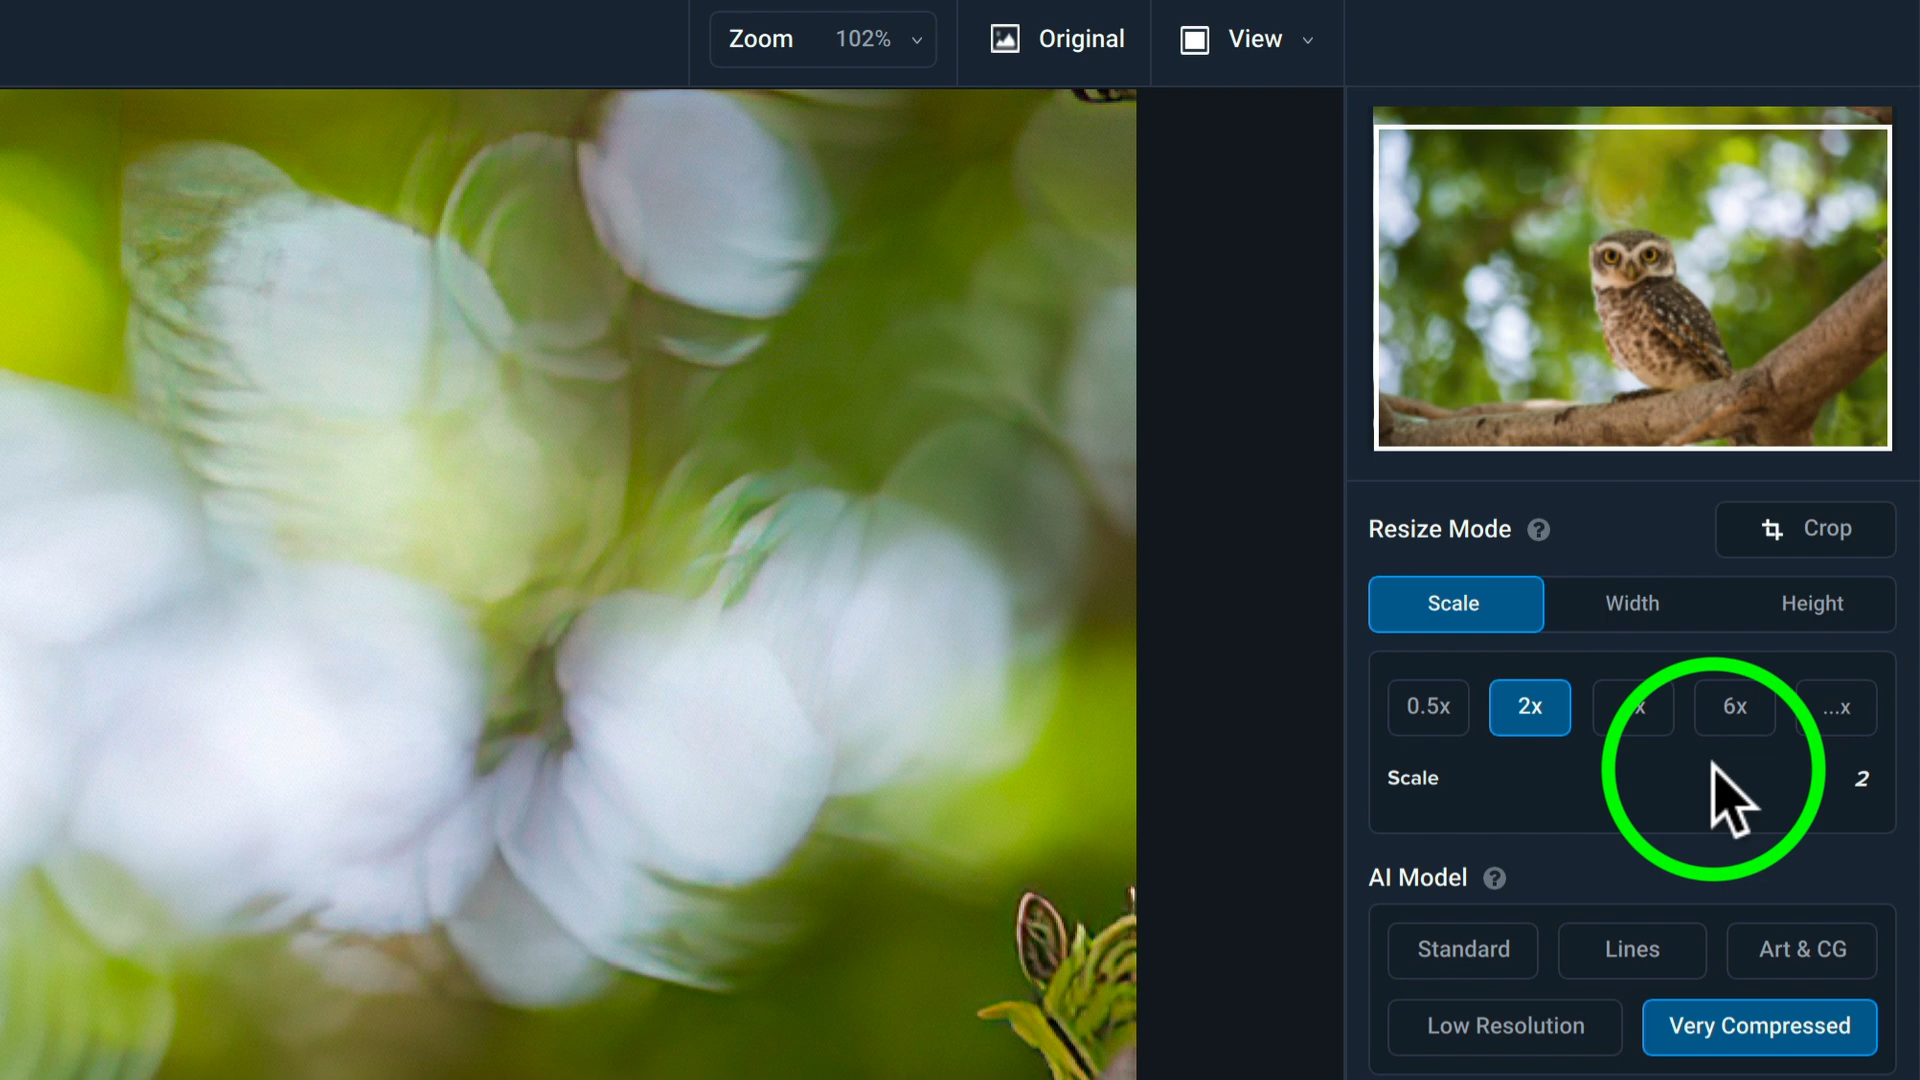 Zoom 102% Original View
Resize Mode ? Crop
Scale Width Height
0.5x 2x x 6x ...x
Scale 2
AI Model ?
Standard Lines Art & CG
Low Resolution Very Compressed